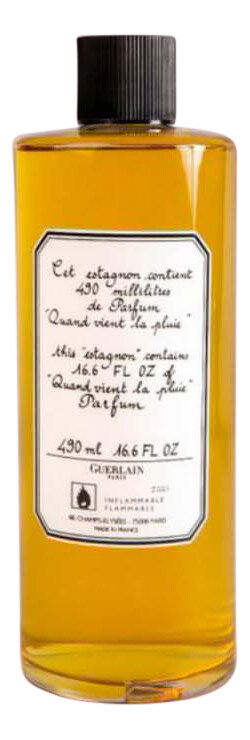 Cet estagnon contient
490 millilitres
de Parfum
"Quand vient la pluie"
this "estagnon" contains
16.6 FL OZ of
"Quand vient la pluie"
Parfum
490 ml 16.6 FL OZ
GUERLAIN
PARIS
INFLAMMABLE
FLAMMABLE
68, CHAMPS-ELYSÉES - 75008 PARIS
MADE IN FRANCE